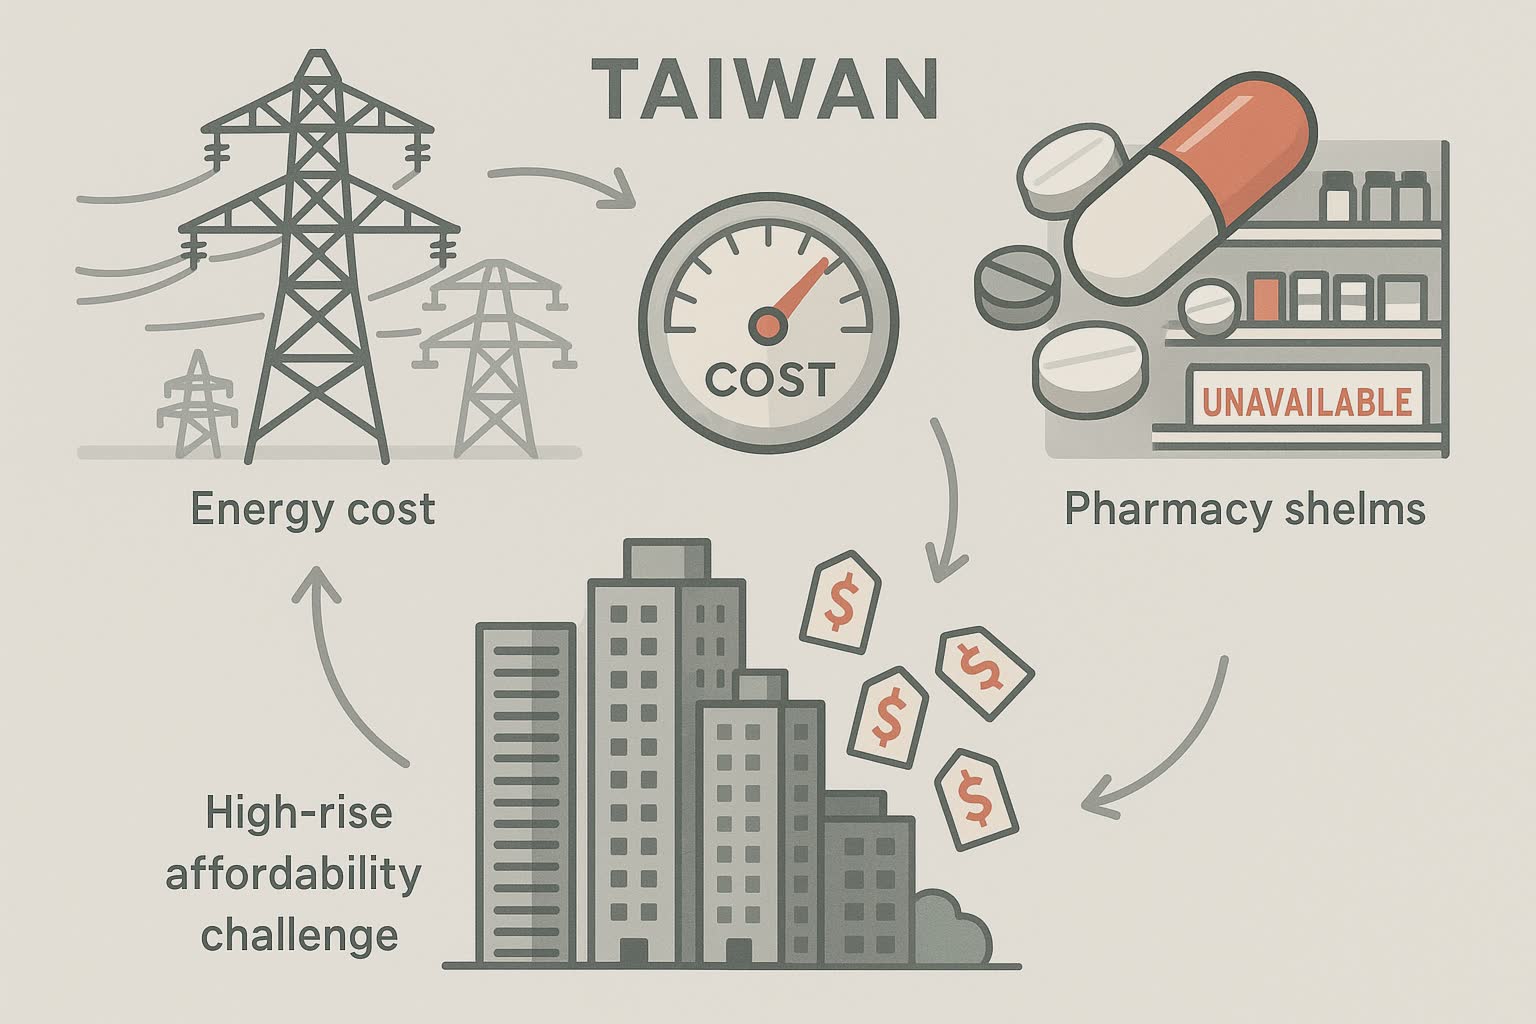 TAIWAN
COST
UNAVAILABLE
Energy cost
Pharmacy shelms
$
$
$
$
High-rise
affordability
challenge